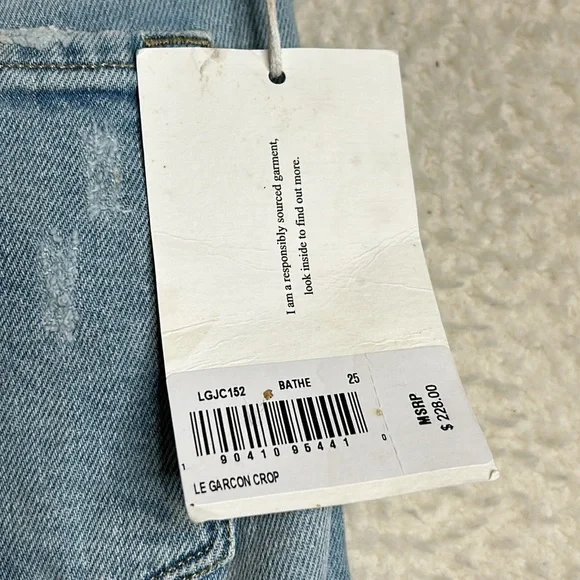 I am a responsibly sourced garment,
look inside to find out more.
LGJC152 BATHE 25
1 90410 95441 0
LE GARCON CROP
MSRP
$ 228.00